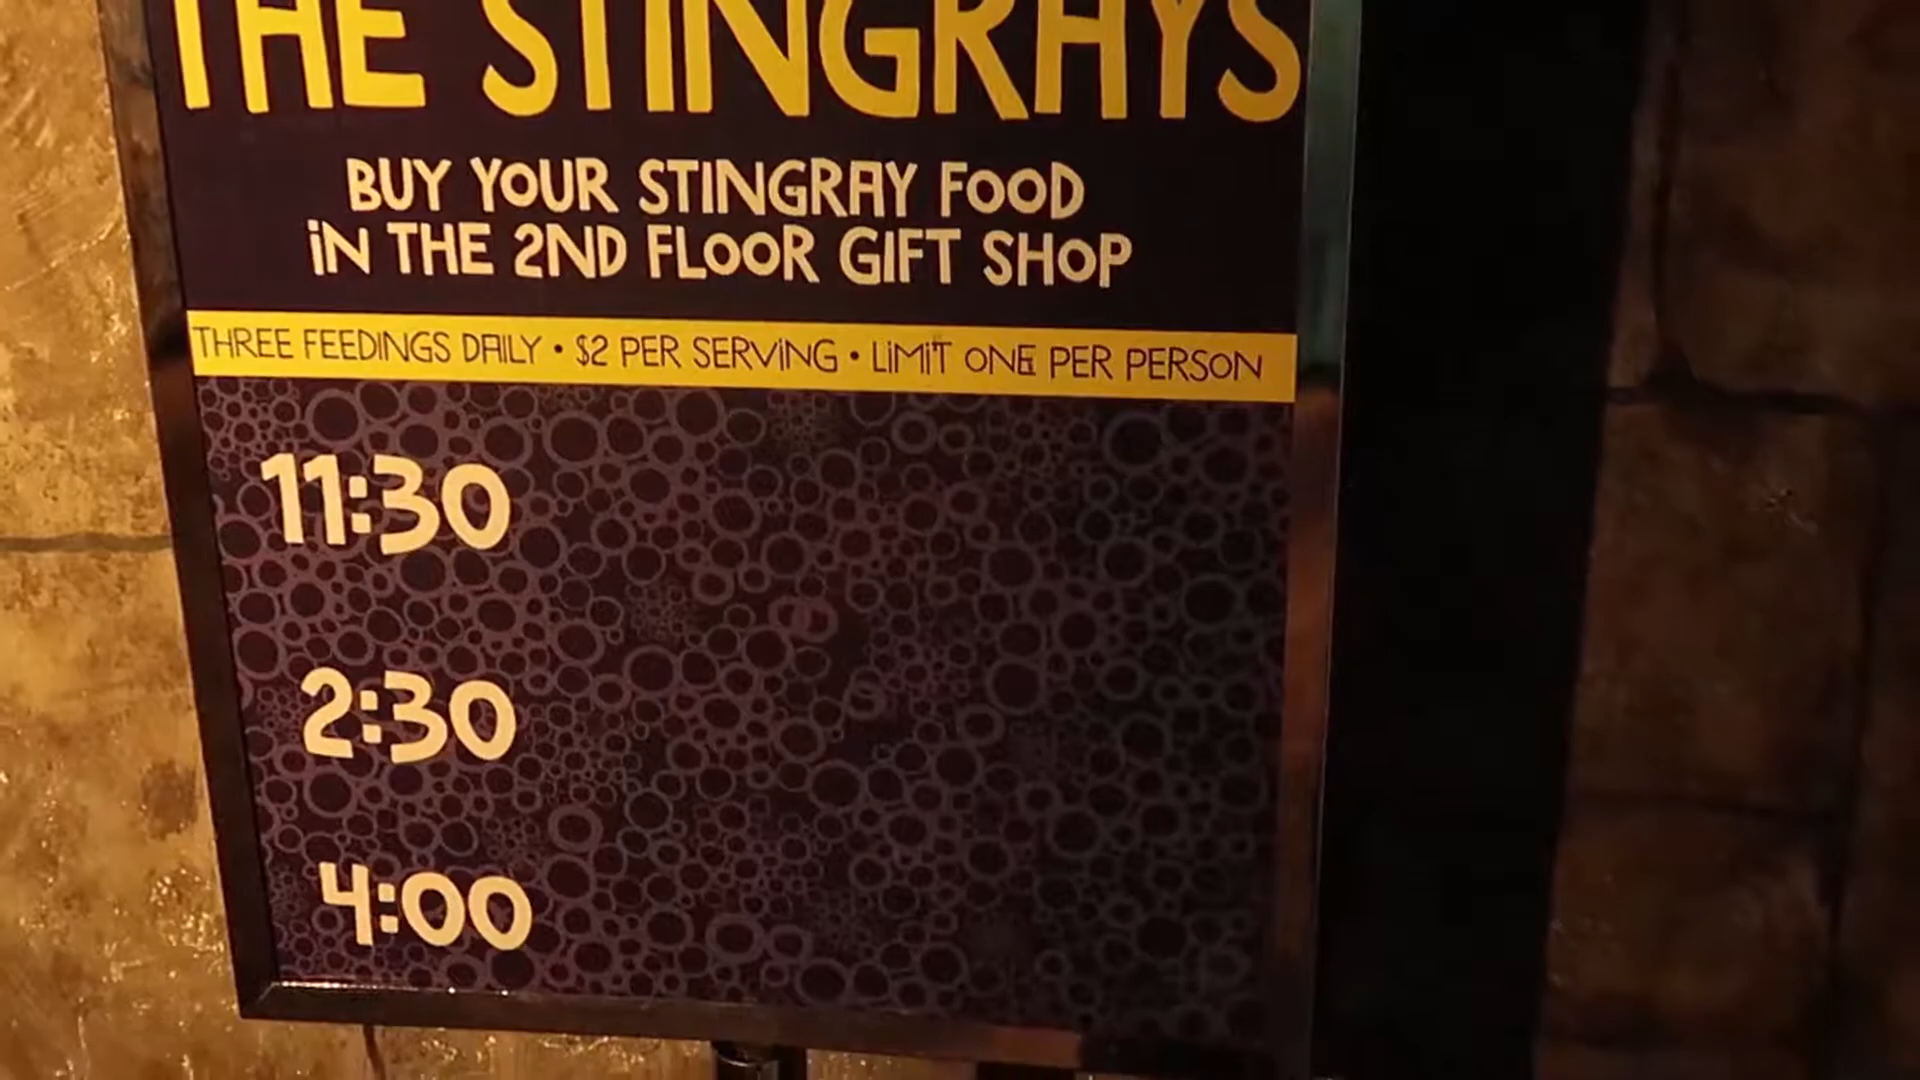 THE STINGRAYS
BUY YOUR STINGRAY FOOD
IN THE 2ND FLOOR GIFT SHOP
THREE FEEDINGS DAILY • $2 PER SERVING • LIMIT ONE PER PERSON
11:30
2:30
4:00